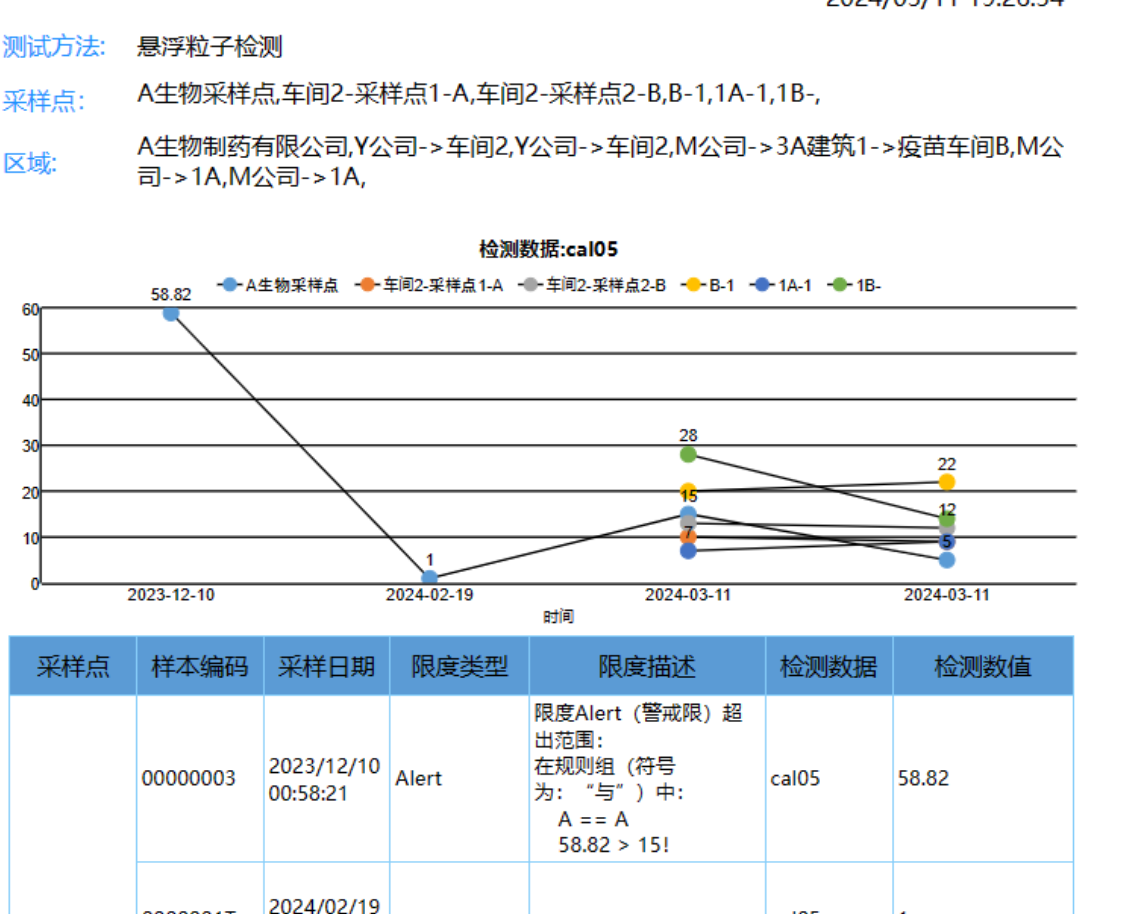 2024/03/11 19:26:34
测试方法: 悬浮粒子检测
采样点: A生物采样点,车间2-采样点1-A,车间2-采样点2-B,B-1,1A-1,1B-,
区域: A生物制药有限公司,Y公司->车间2,Y公司->车间2,M公司->3A建筑1->疫苗车间B,M公
司->1A,M公司->1A,
检测数据:cal05
A生物采样点 车间2-采样点1-A 车间2-采样点2-B B-1 1A-1 1B-
58.82
60
50
40
30
28
22
20
15
12
10
7
5
1
0
2023-12-10 2024-02-19 2024-03-11 2024-03-11
时间
采样点 样本编码 采样日期 限度类型 限度描述 检测数据 检测数值
00000003
2023/12/10
00:58:21
Alert
限度Alert（警戒限）超
出范围：
在规则组（符号
为：“与”）中：
A == A
58.82 > 15!
cal05
58.82
2024/02/19